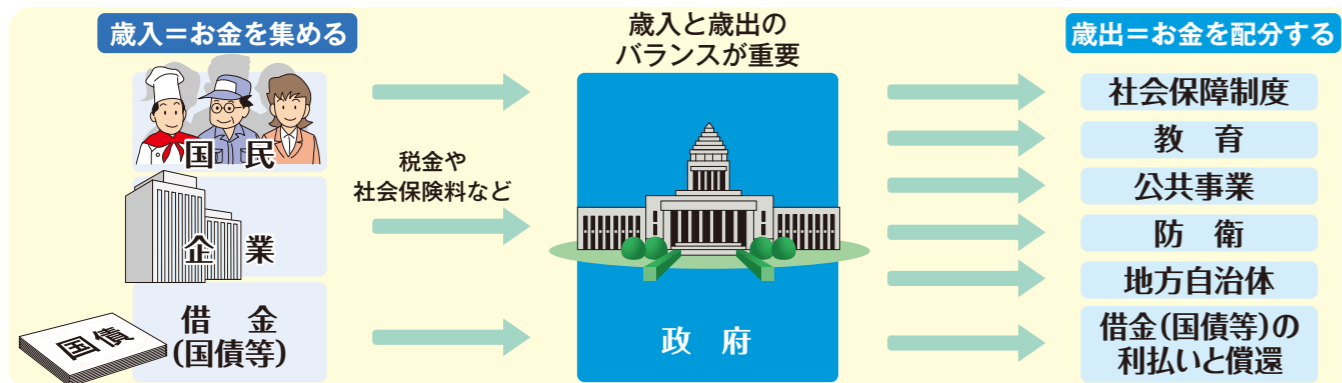 歳入=お金を集める
国 民
企 業
国債
借 金
(国債等)
税金や
社会保険料など
歳入と歳出の
バランスが重要
政 府
歳出=お金を配分する
社会保障制度
教 育
公共事業
防 衛
地方自治体
借金(国債等)の
利払いと償還